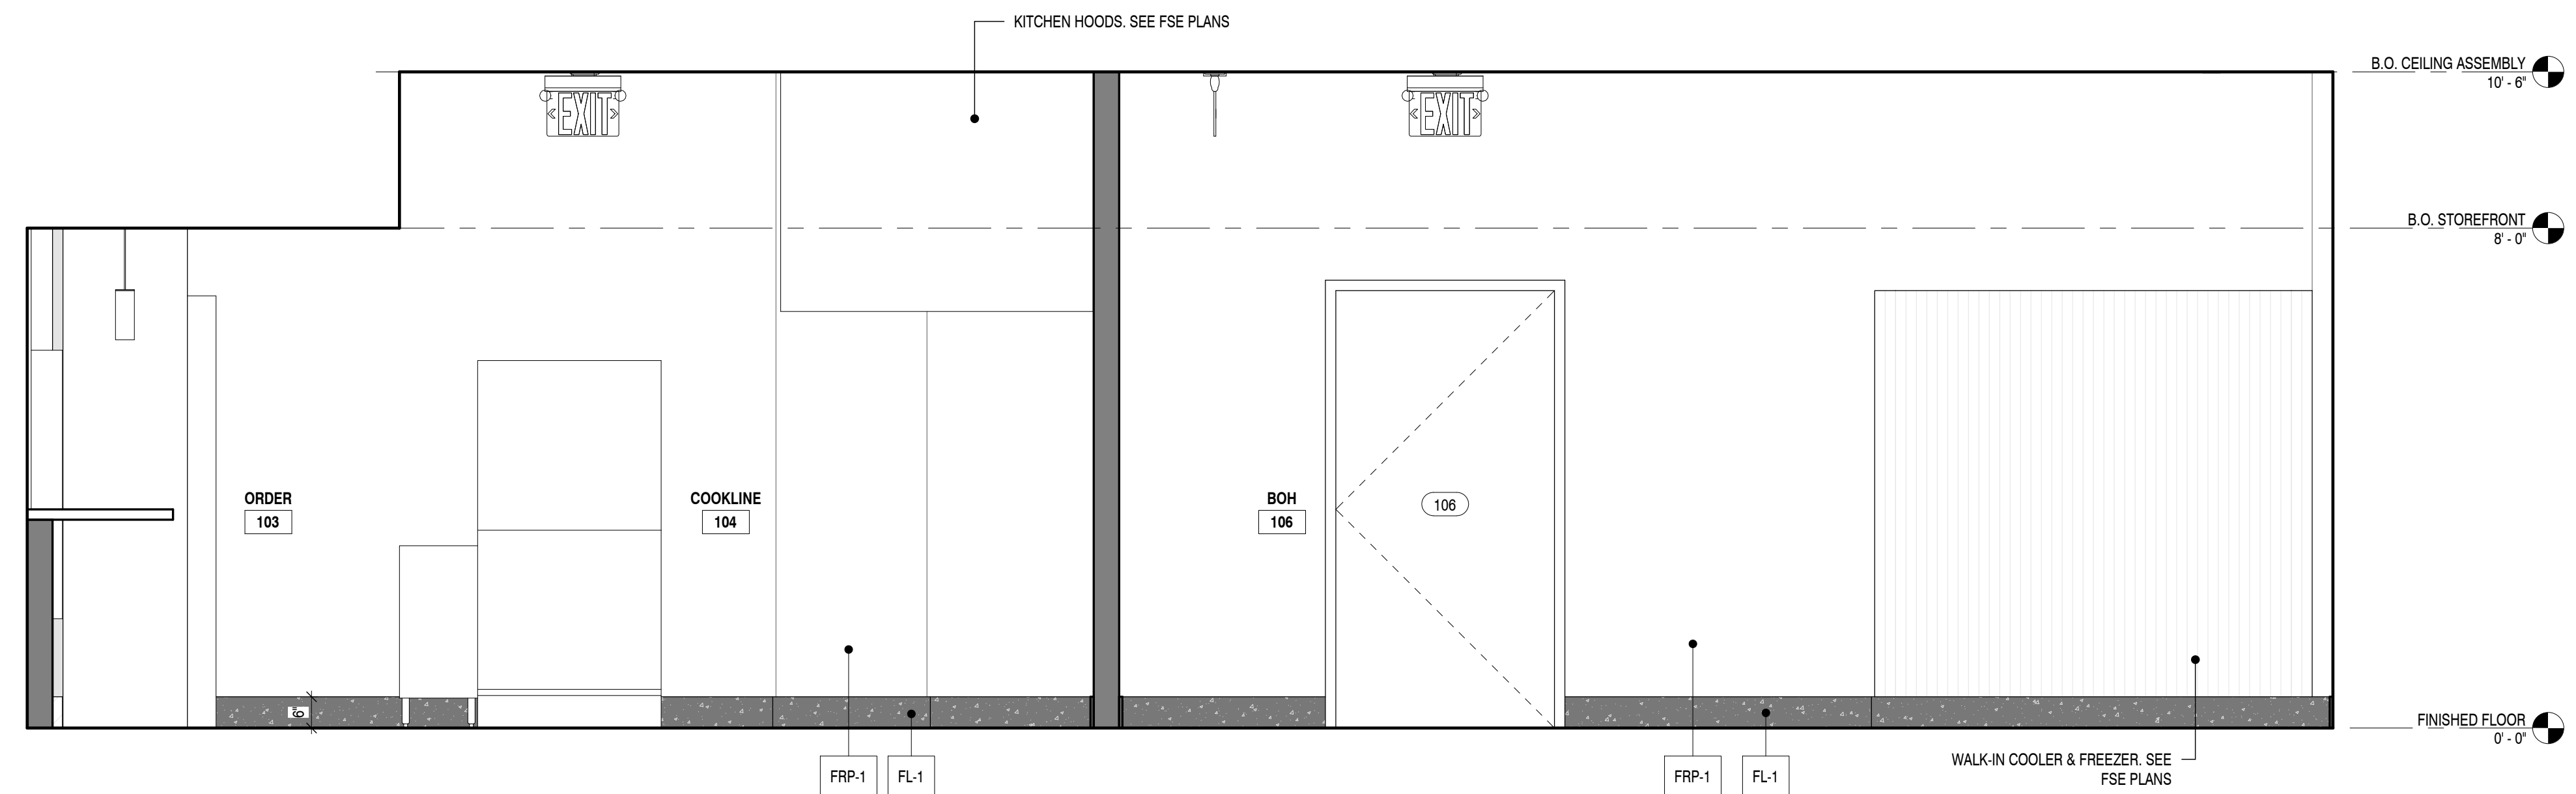 KITCHEN HOODS. SEE FSE PLANS
B.O. CEILING ASSEMBLY
10' - 6"
EXIT
EXIT
B.O. STOREFRONT
8' - 0"
ORDER
103
COOKLINE
104
BOH
106
106
6"
FINISHED FLOOR
0' - 0"
WALK-IN COOLER & FREEZER. SEE
FSE PLANS
FRP-1
FL-1
FRP-1
FL-1